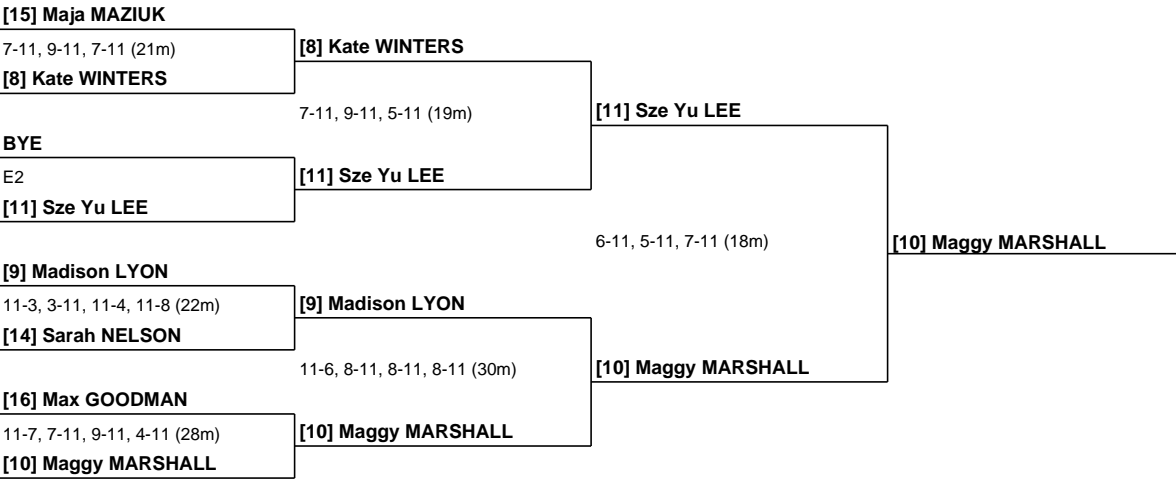 [15] Maja MAZIUK
7-11, 9-11, 7-11 (21m)
[8] Kate WINTERS
[8] Kate WINTERS
7-11, 9-11, 5-11 (19m)
[11] Sze Yu LEE
BYE
E2
[11] Sze Yu LEE
[11] Sze Yu LEE
6-11, 5-11, 7-11 (18m)
[10] Maggy MARSHALL
[9] Madison LYON
11-3, 3-11, 11-4, 11-8 (22m)
[9] Madison LYON
[14] Sarah NELSON
11-6, 8-11, 8-11, 8-11 (30m)
[10] Maggy MARSHALL
[16] Max GOODMAN
11-7, 7-11, 9-11, 4-11 (28m)
[10] Maggy MARSHALL
[10] Maggy MARSHALL